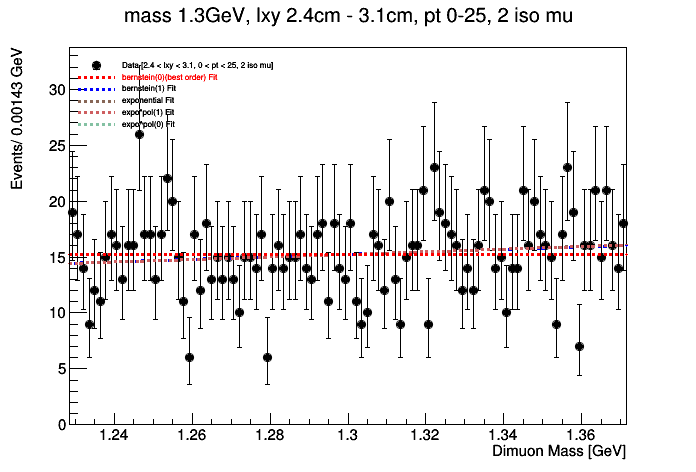 mass 1.3GeV, lxy 2.4cm - 3.1cm, pt 0-25, 2 iso mu
Events/ 0.00143 GeV
Data[2.4 < lxy < 3.1, 0 < pt < 25, 2 iso mu]
bernstein(0)(best order) Fit
bernstein(1) Fit
exponential Fit
expo*pol(1) Fit
expo*pol(0) Fit
30
25
20
15
10
5
0
1.24 1.26 1.28 1.3 1.32 1.34 1.36
Dimuon Mass [GeV]